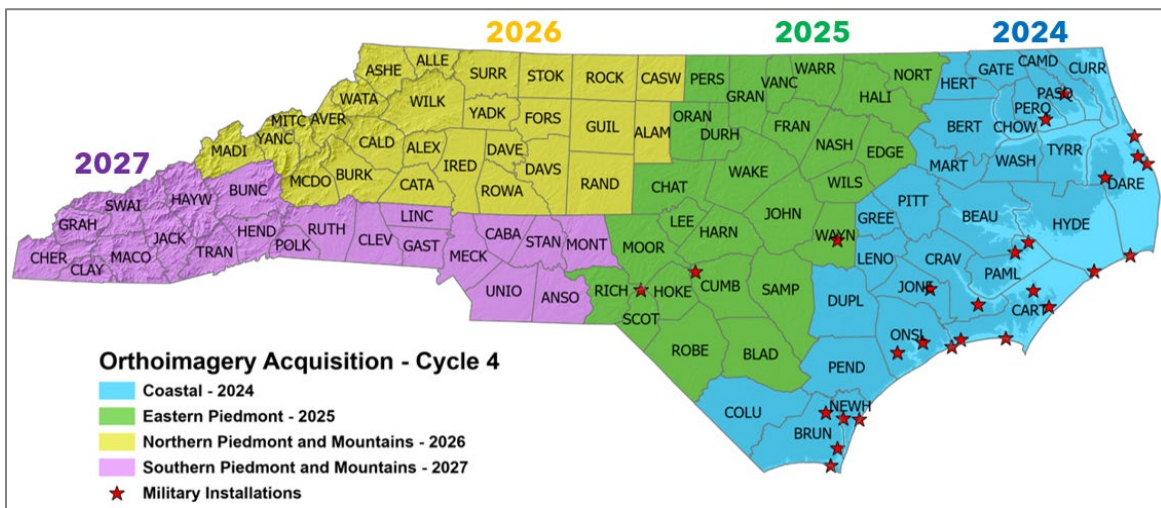 2026
2025
2024
2027
ASHE
ALLE
SURR
STOK
ROCK
CASW
PERS
GRAN
VANC
WARR
NORT
HALI
HERT
GATE
CAMD
CURR
PASQ
PERQ
CHOW
WATA
WILK
YADK
FORS
GUIL
ALAM
ORAN
DURH
FRAN
NASH
EDGE
BERT
MITC
AVER
YANC
MADI
CALD
ALEX
IRED
DAVE
DAVS
WAKE
WILS
MART
WASH
TYRR
DARE
MCDO
BURK
CATA
ROWA
RAND
CHAT
BUNC
HAYW
SWAI
GRAH
CHER
CLAY
MACO
JACK
TRAN
HEND
POLK
RUTH
CLEV
LINC
GAST
MECK
CABA
STAN
MONT
UNIO
ANSO
MOOR
LEE
HARN
JOHN
WAYN
GREE
PITT
BEAU
HYDE
LENO
CRAV
PAML
JONE
CART
RICH
HOKE
SCOT
CUMB
SAMP
DUPL
ONSL
ROBE
BLAD
PEND
COLU
NEWH
BRUN
Orthoimagery Acquisition - Cycle 4
Coastal - 2024
Eastern Piedmont - 2025
Northern Piedmont and Mountains - 2026
Southern Piedmont and Mountains - 2027
Military Installations